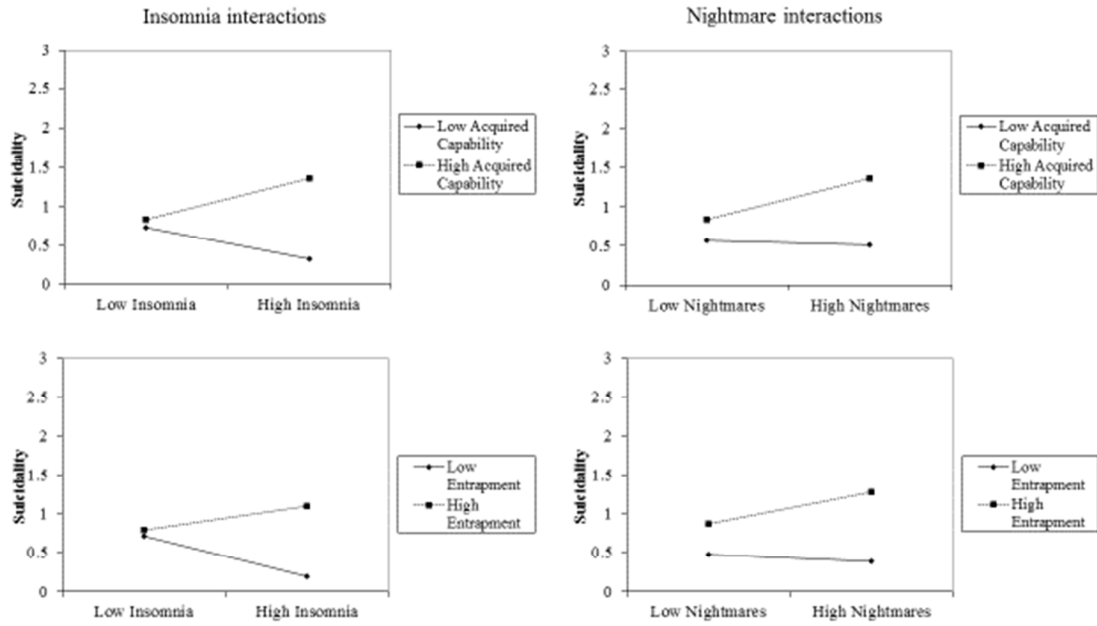 Insomnia interactions
Nightmare interactions
3
2.5
2
1.5
1
0.5
0
Suicidality
Low Insomnia
High Insomnia
Low Acquired
Capability
High Acquired
Capability
3
2.5
2
1.5
1
0.5
0
Suicidality
Low Nightmares
High Nightmares
Low Acquired
Capability
High Acquired
Capability
3
2.5
2
1.5
1
0.5
0
Suicidality
Low Insomnia
High Insomnia
Low
Entrapment
High
Entrapment
3
2.5
2
1.5
1
0.5
0
Suicidality
Low Nightmares
High Nightmares
Low
Entrapment
High
Entrapment